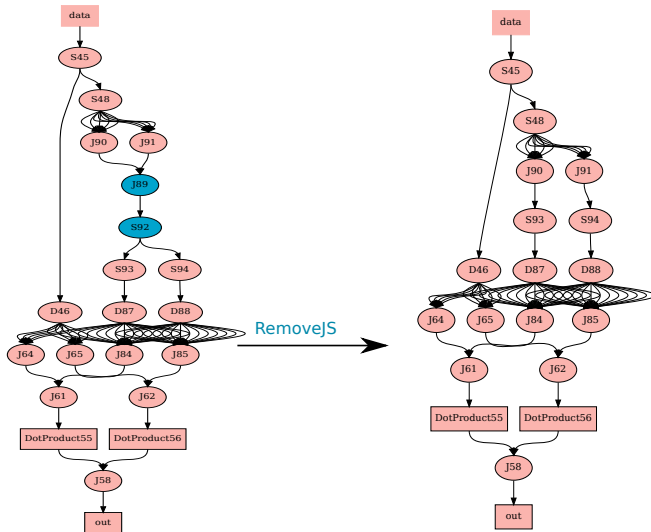 data
S45
S48
J90 J91
J89
S92
S93 S94
D46 D87 D88
J64 J65 J84 J85
J61 J62
DotProduct55 DotProduct56
J58
out
RemoveJS
data
S45
S48
J90 J91
S93 S94
D46 D87 D88
J64 J65 J84 J85
J61 J62
DotProduct55 DotProduct56
J58
out